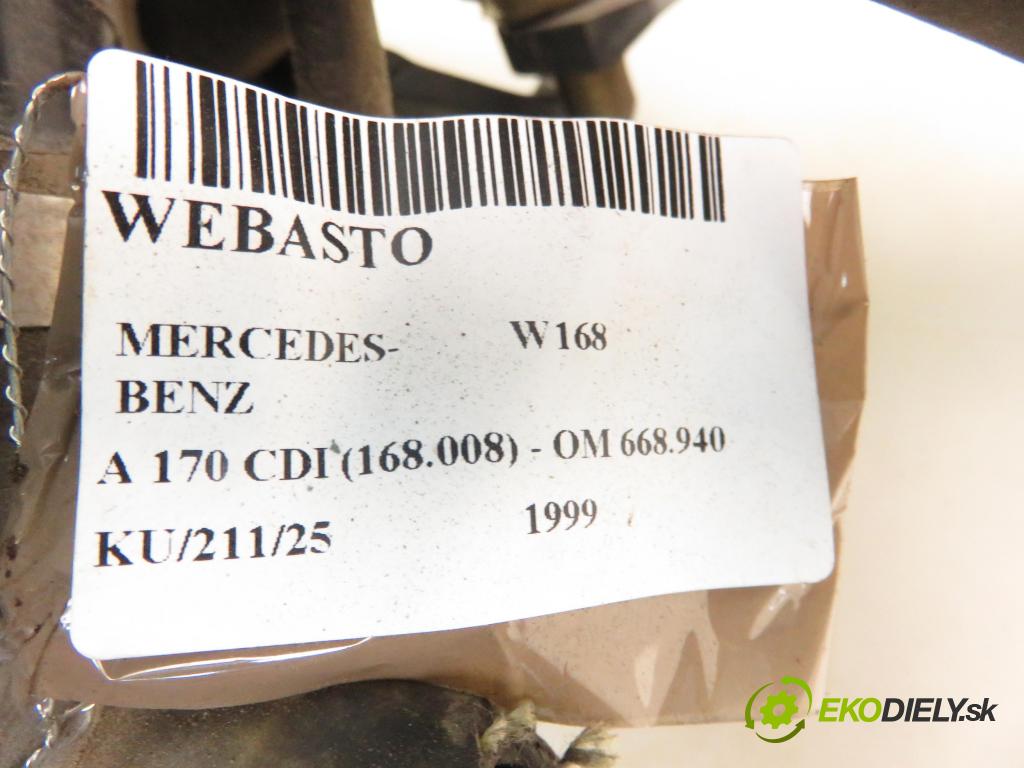 WEBASTO
MERCEDES- W168
BENZ
A 170 CDI (168.008) - OM 668.940
KU/211/25 1999
EKODIELY.sk